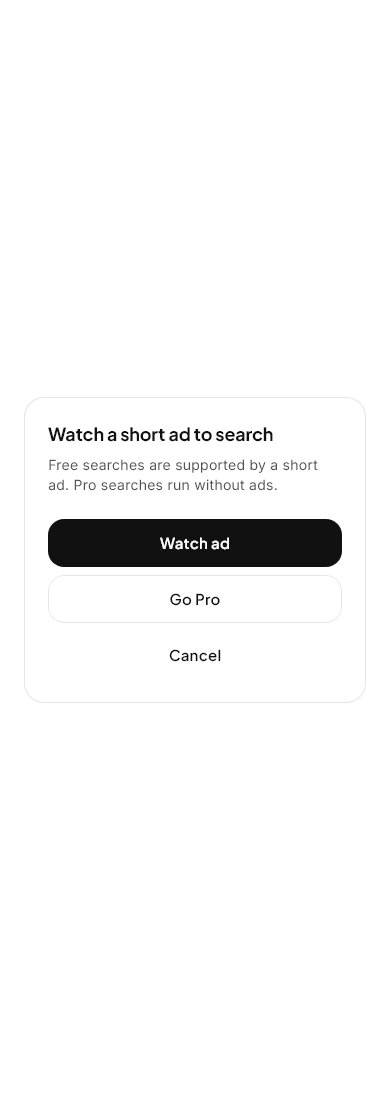 Watch a short ad to search
Free searches are supported by a short
ad. Pro searches run without ads.
Watch ad
Go Pro
Cancel